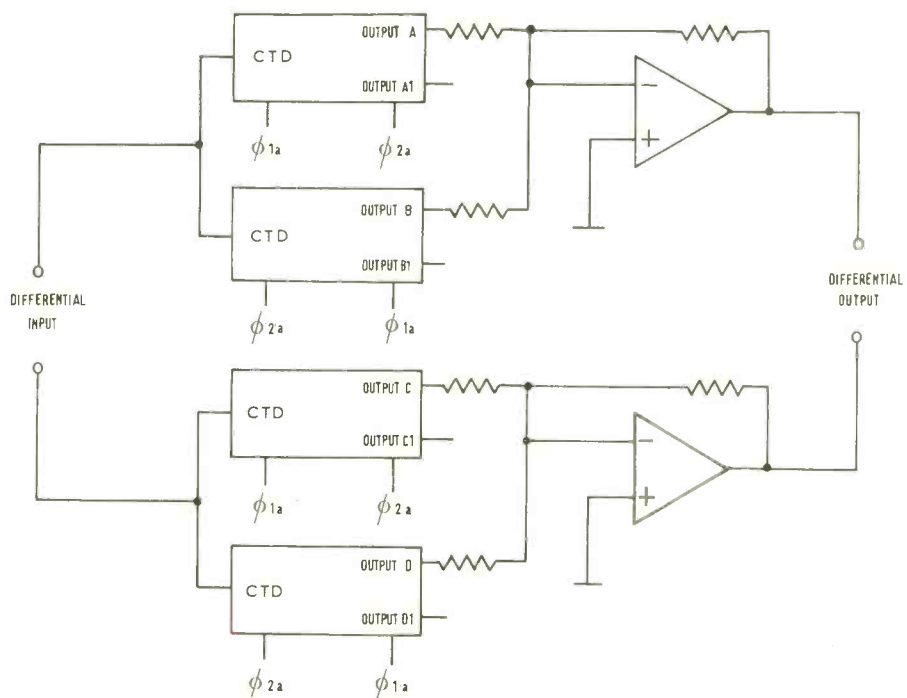 OUTPUT A
CTD
OUTPUT A1
ϕ1a
ϕ2a
−
+
OUTPUT B
CTD
OUTPUT B1
ϕ2a
ϕ1a
DIFFERENTIAL
INPUT
DIFFERENTIAL
OUTPUT
OUTPUT C
CTD
OUTPUT C1
ϕ1a
ϕ2a
−
+
OUTPUT D
CTD
OUTPUT D1
ϕ2a
ϕ1a